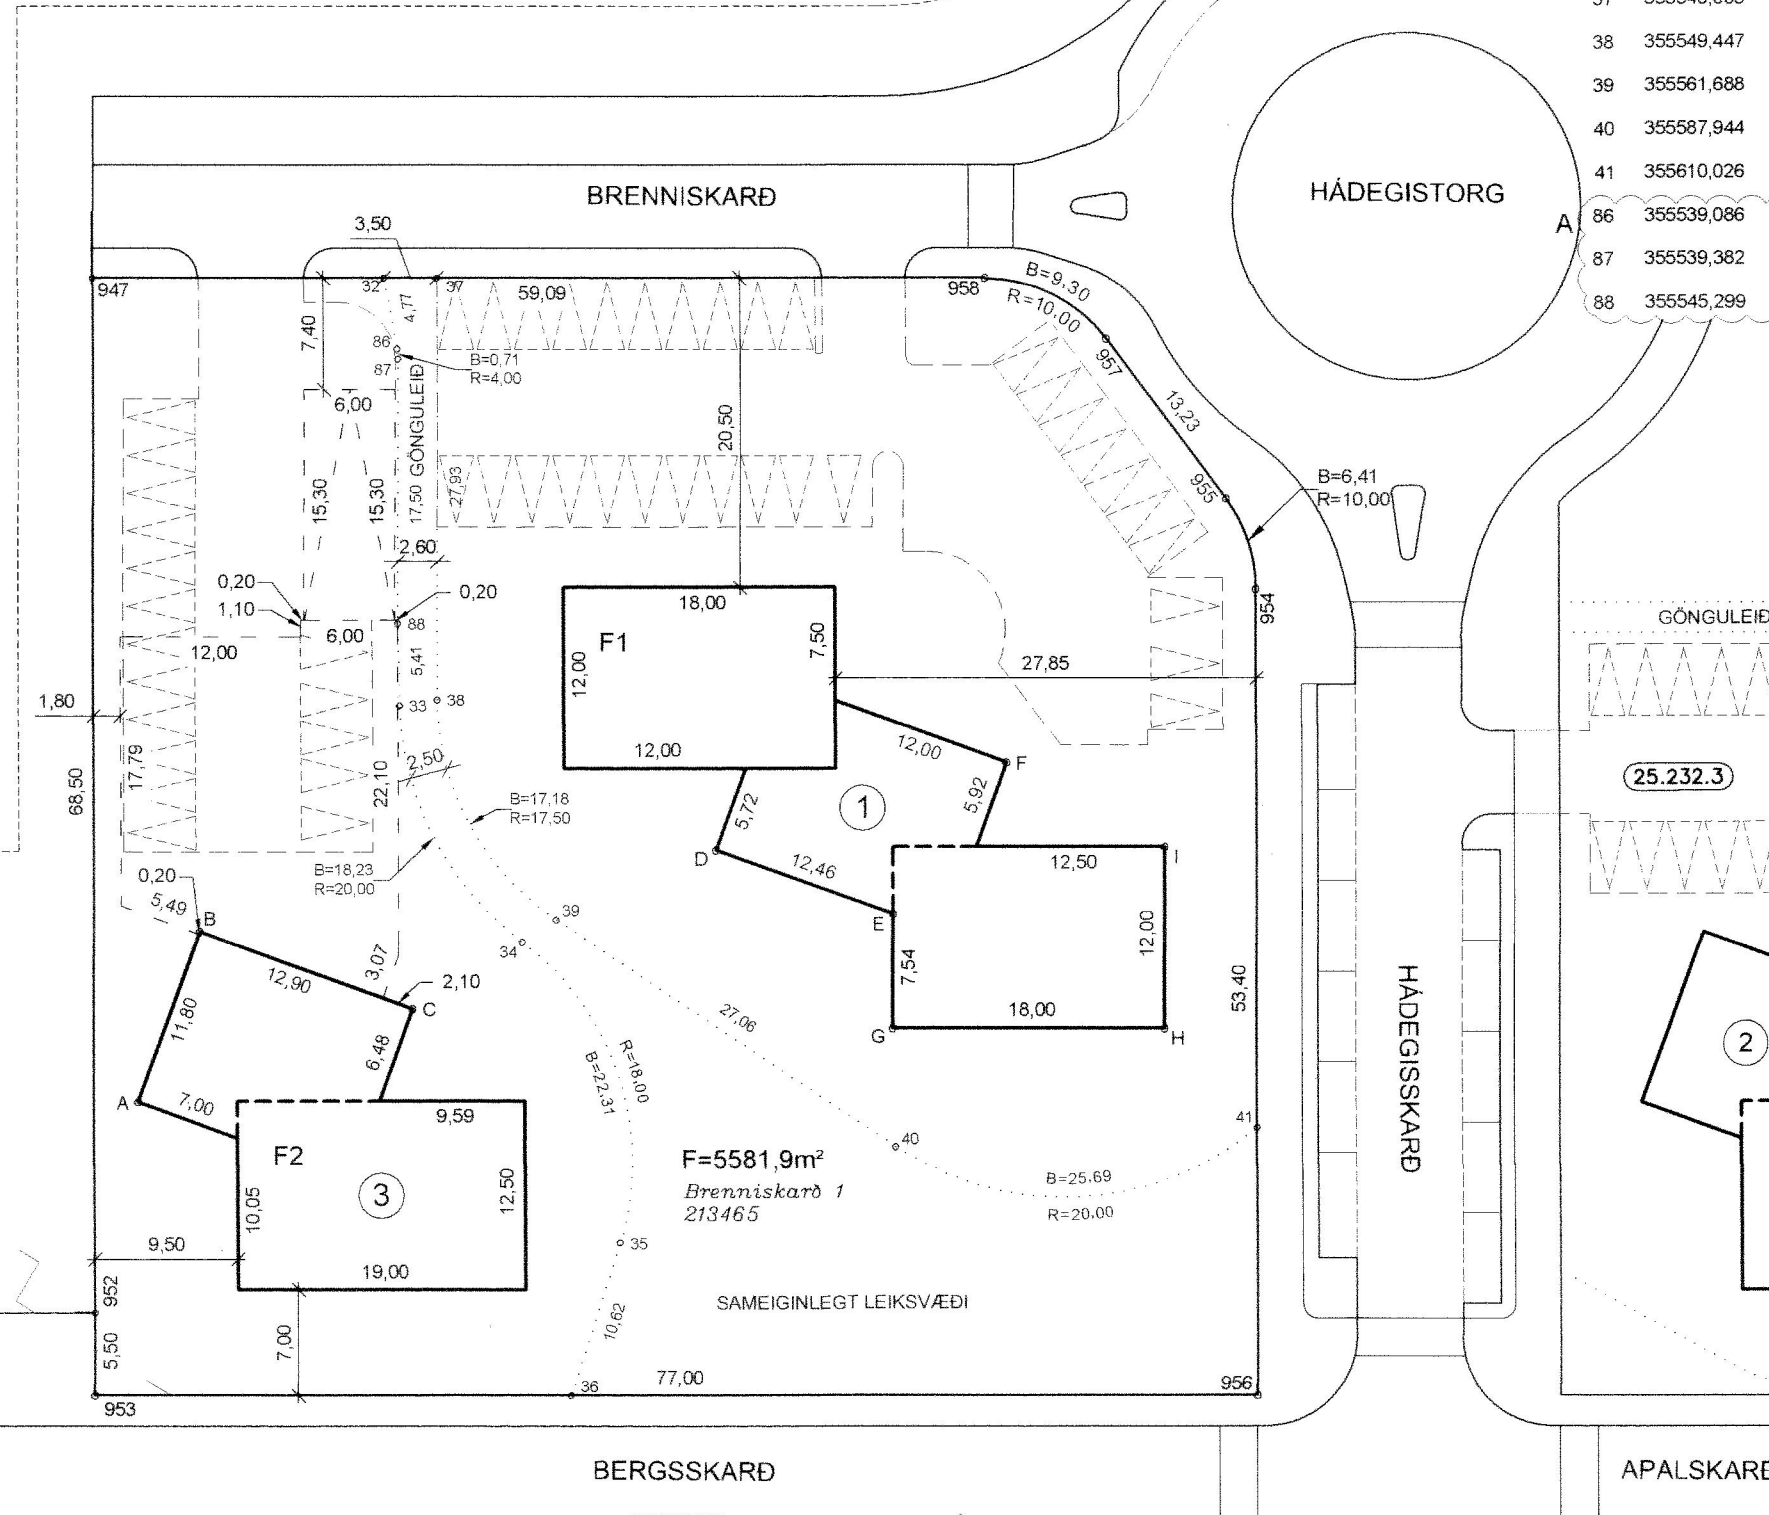 38 355549,447
39 355561,688
40 355587,944
41 355610,026
A
86 355539,086
87 355539,382
88 355545,299
BRENNISKARÐ
HÁDEGISTORG
3,50
947
32
37
59,09
958
B=9,30
R=10,00
957
4,77
7,40
86
87
B=0,71
R=4,00
6,00
GÖNGULEIÐ
17,50
27,93
20,50
13,23
955
B=6,41
R=10,00
15,30
15,30
2,60
0,20
1,10
0,20
88
6,00
12,00
5,41
18,00
F1
12,00
7,50
27,85
954
GÖNGULEIÐ
1,80
33
38
12,00
12,00
F
17,79
68,50
22,10
2,50
B=17,18
R=17,50
5,72
1
5,92
25.232.3
D
12,46
12,50
I
B=18,23
R=20,00
0,20
5,49
B
39
34
E
7,54
12,00
12,90
3,07
2,10
C
11,80
6,48
27,06
18,00
G
H
53,40
HÁDEGISSKARÐ
2
R=18,00
B=22,31
A
7,00
9,59
41
40
F2
3
F=5581,9m²
Brenniskarð 1
213465
B=25,69
R=20,00
10,05
12,50
9,50
35
19,00
952
SAMEIGINLEGT LEIKSVÆÐI
10,62
5,50
7,00
36
77,00
956
953
BERGSSKARÐ